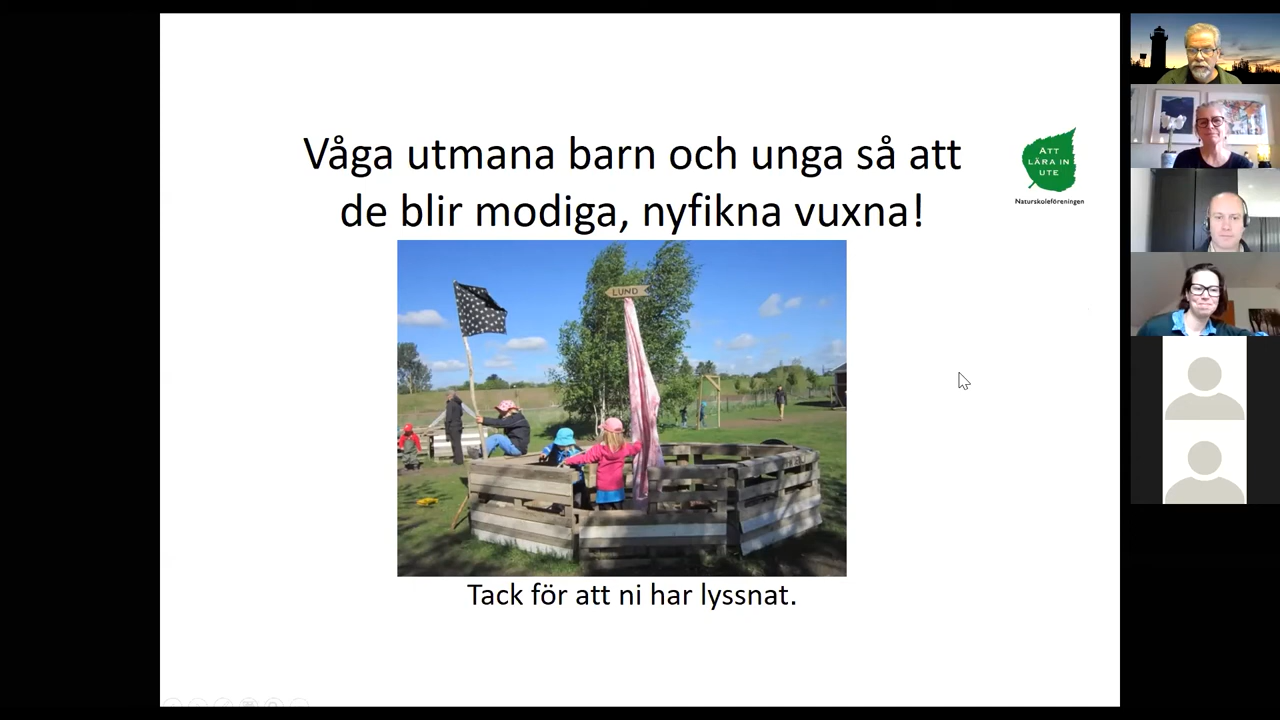 Våga utmana barn och unga så att
de blir modiga, nyfikna vuxna!
ATT
LÄRA IN
UTE
Naturskoleföreningen
LUND
Tack för att ni har lyssnat.